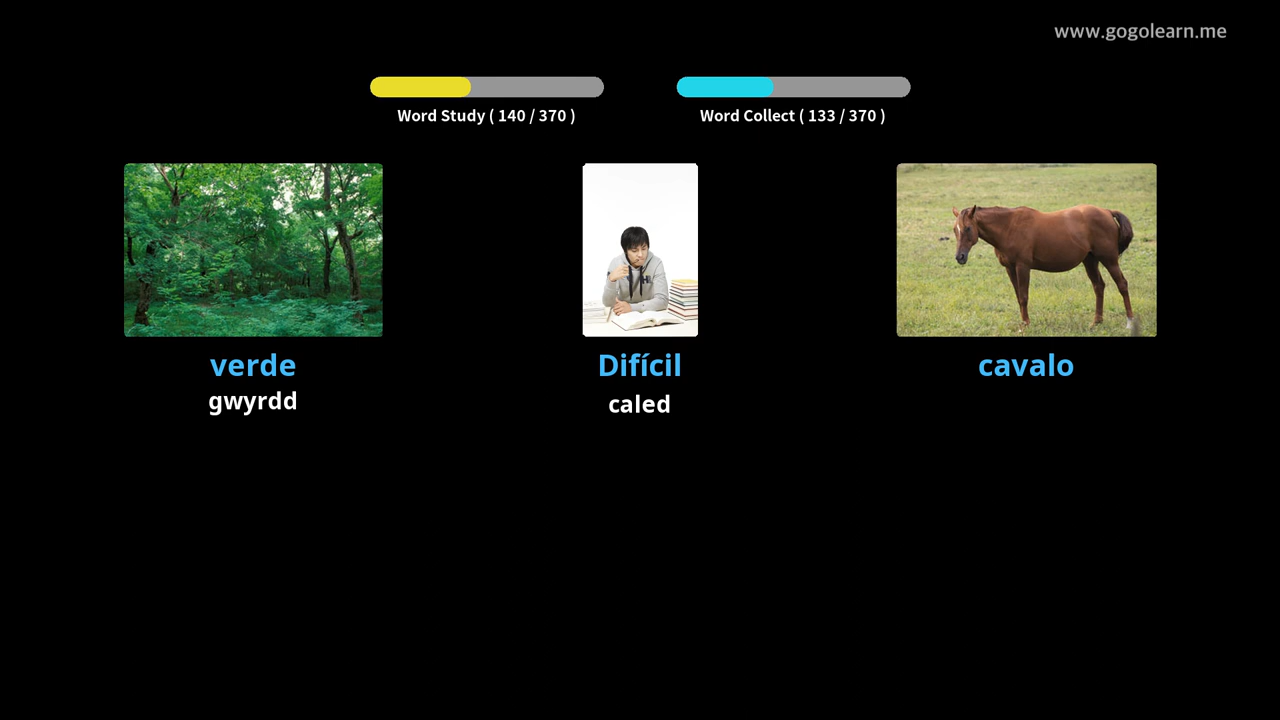 www.gogolearn.me
Word Study ( 140 / 370 )
Word Collect ( 133 / 370 )
verde
Difícil
cavalo
gwyrdd
caled